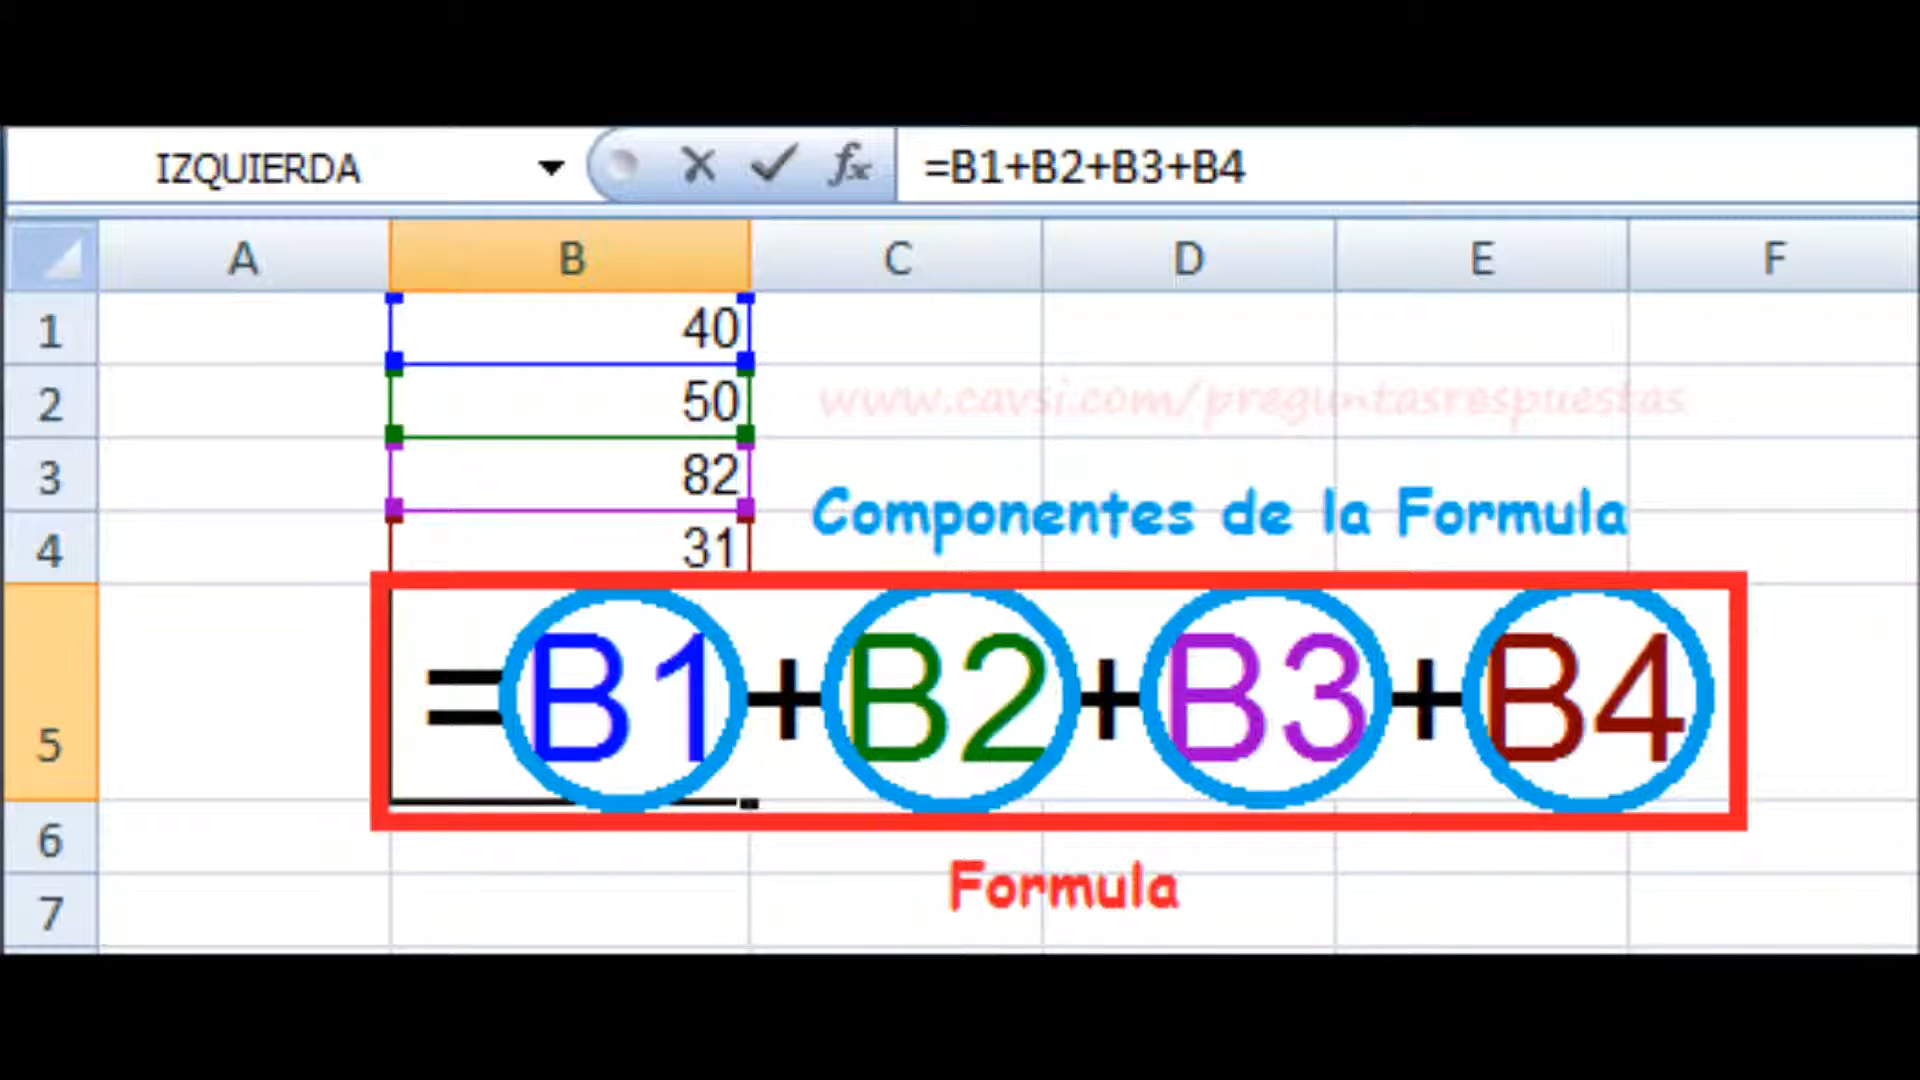 IZQUIERDA fx =B1+B2+B3+B4
A B C D E F
1 40
2 50
www.cavsi.com/preguntasrespuestas
3 82
Componentes de la Formula
4 31
5 =B1+B2+B3+B4
6
Formula
7